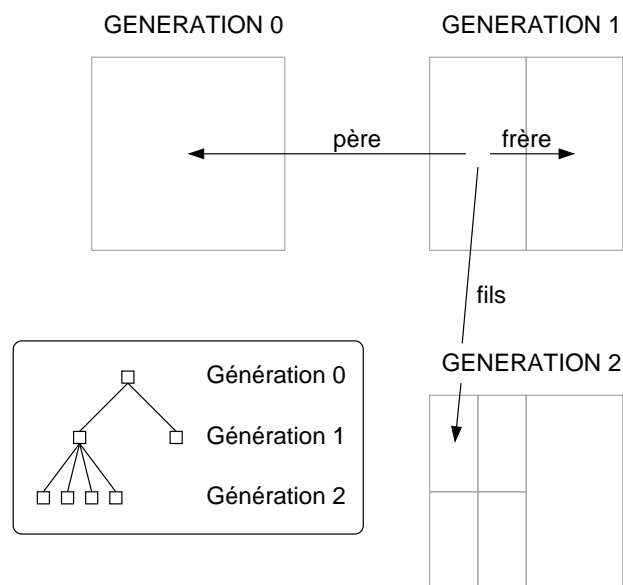 GENERATION 0
GENERATION 1
père
frère
fils
GENERATION 2
Génération 0
Génération 1
Génération 2